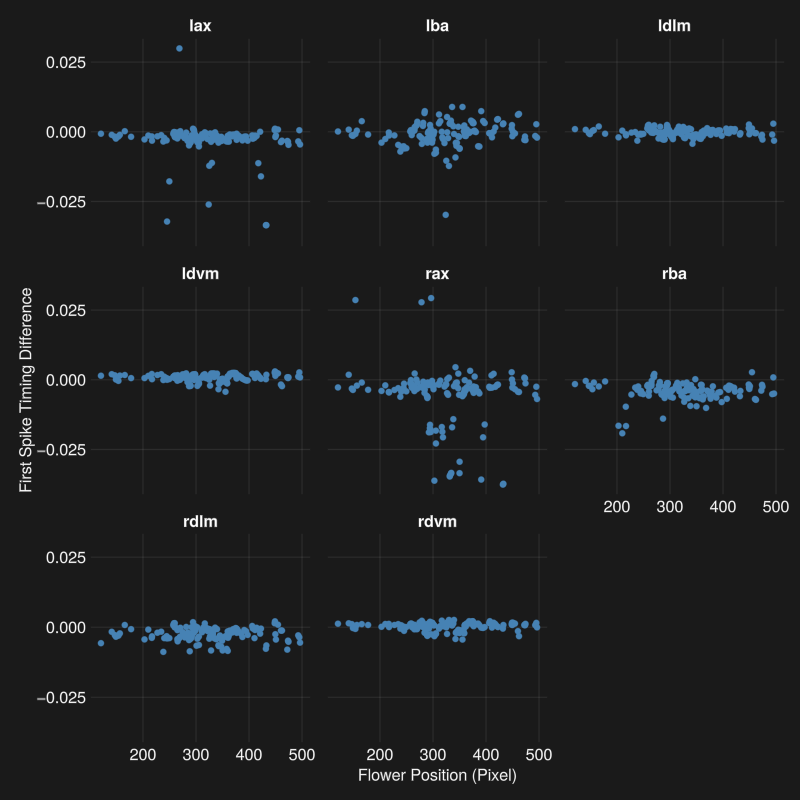 lax lba ldlm
0.025
0.000
−0.025
ldvm rax rba
0.025
0.000
−0.025
200 300 400 500
rdlm rdvm
0.025
0.000
−0.025
200 300 400 500 200 300 400 500
First Spike Timing Difference
Flower Position (Pixel)